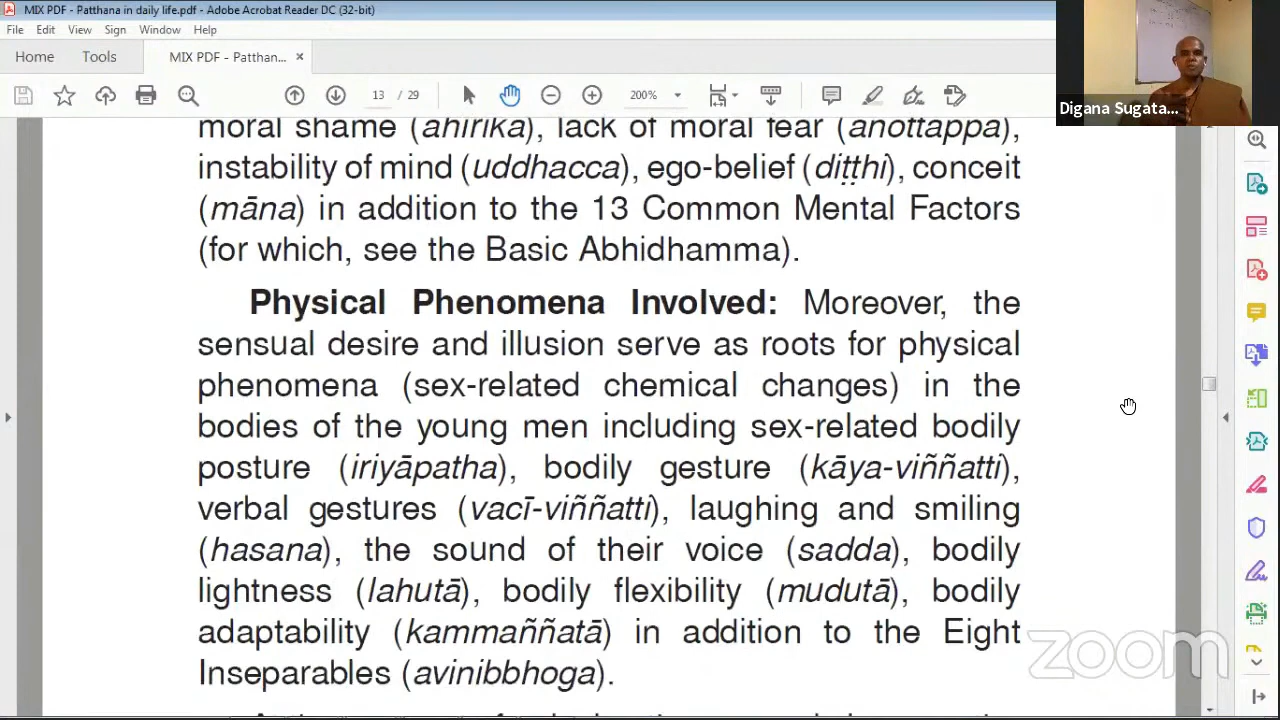 MIX PDF - Patthana in daily life.pdf - Adobe Acrobat Reader DC (32-bit)
File Edit View Sign Window Help
Home Tools MIX PDF - Patthan... ×
13 / 29 200%
Digana Sugata...
moral shame (ahirika), lack of moral fear (anottappa),
instability of mind (uddhacca), ego-belief (diṭṭhi), conceit
(māna) in addition to the 13 Common Mental Factors
(for which, see the Basic Abhidhamma).
Physical Phenomena Involved: Moreover, the
sensual desire and illusion serve as roots for physical
phenomena (sex-related chemical changes) in the
bodies of the young men including sex-related bodily
posture (iriyāpatha), bodily gesture (kāya-viññatti),
verbal gestures (vacī-viññatti), laughing and smiling
(hasana), the sound of their voice (sadda), bodily
lightness (lahutā), bodily flexibility (mudutā), bodily
adaptability (kammaññatā) in addition to the Eight
Inseparables (avinibbhoga).
zoom